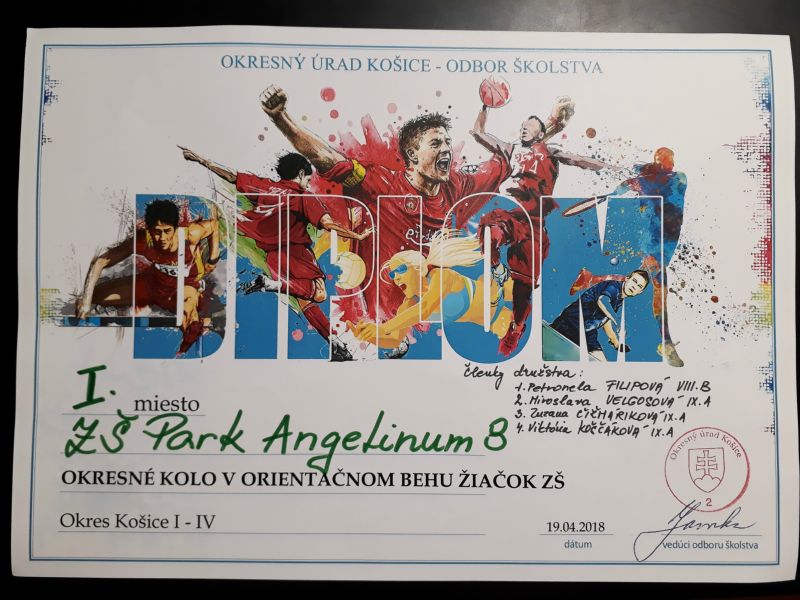 OKRESNÝ ÚRAD KOŠICE - ODBOR ŠKOLSTVA
DIPLOM
I. miesto
ZŠ Park Angelinum 8
členky družstva:
1. Petronela FILIPOVÁ VIII.B
2. Miroslava VELGOSOVÁ IX.A
3. Zuzana CIČMARIKOVÁ IX.A
4. Viktória KOŠČÁKOVÁ IX.A
OKRESNÉ KOLO V ORIENTAČNOM BEHU ŽIAČOK ZŠ
Okres Košice I - IV
Okresný úrad Košice
2
19.04.2018
dátum
vedúci odboru školstva